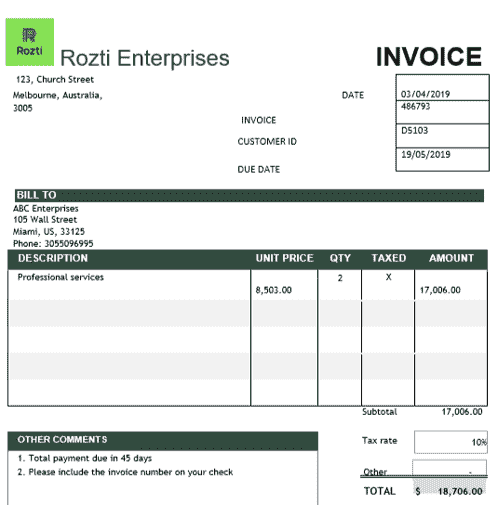 Rozti
Rozti Enterprises
INVOICE
123, Church Street
Melbourne, Australia,
3005
DATE 03/04/2019
INVOICE 486793
CUSTOMER ID D5103
DUE DATE 19/05/2019
BILL TO
ABC Enterprises
105 Wall Street
Miami, US, 33125
Phone: 3055096995
DESCRIPTION UNIT PRICE QTY TAXED AMOUNT
Professional services 8,503.00 2 X 17,006.00
Subtotal 17,006.00
OTHER COMMENTS
1. Total payment due in 45 days
2. Please include the invoice number on your check
Tax rate 10%
Other -
TOTAL $ 18,706.00